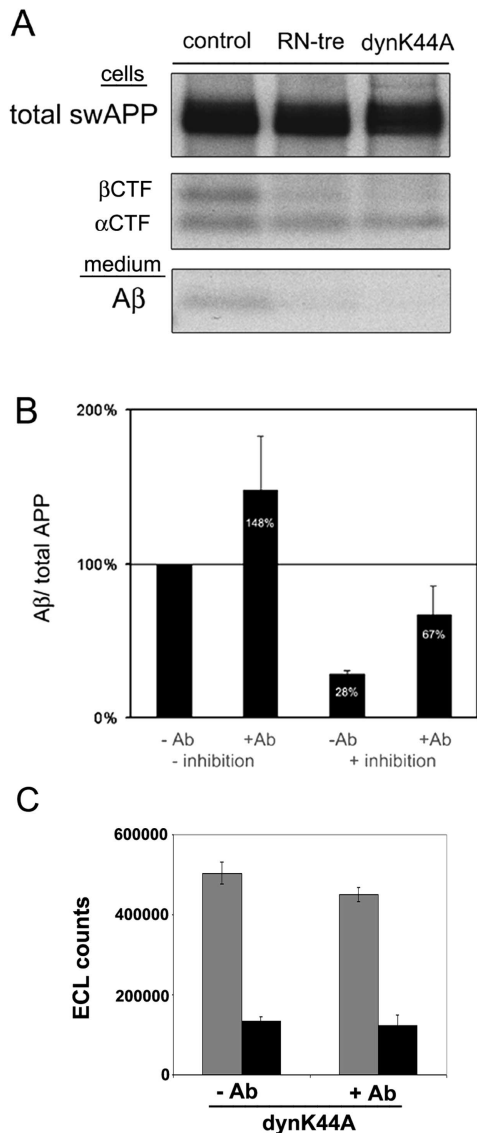 A
control RN-tre dynK44A
cells
total swAPP
βCTF
αCTF
medium
Aβ
B
200%
100%
0%
Aβ/ total APP
148%
28%
67%
- Ab +Ab -Ab +Ab
- inhibition + inhibition
C
600000
400000
200000
0
ECL counts
- Ab + Ab
dynK44A